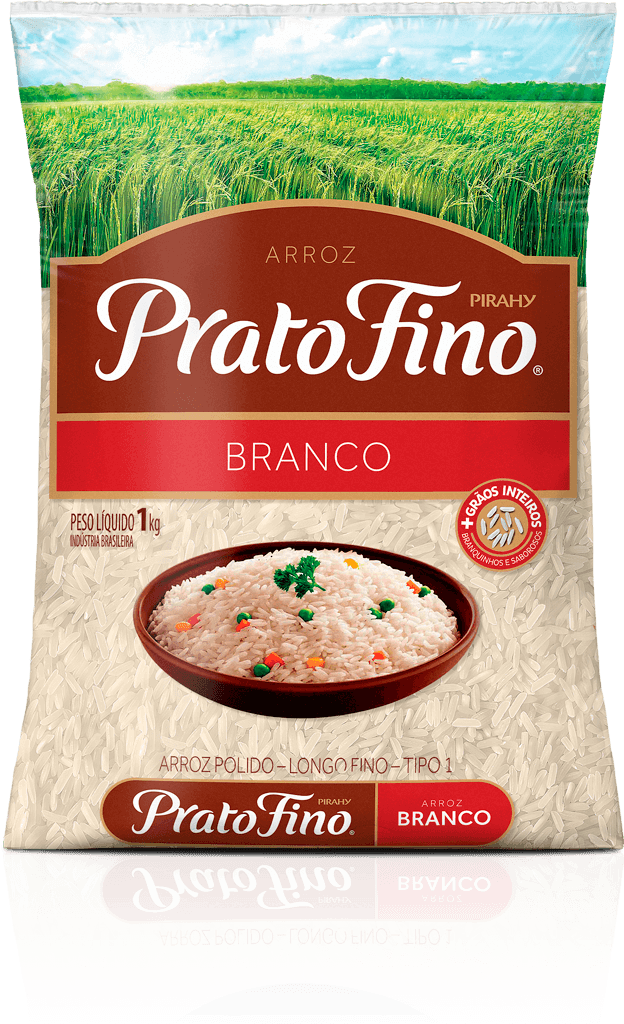 ARROZ
PIRAHY
Prato Fino®
BRANCO
PESO LÍQUIDO 1kg
INDÚSTRIA BRASILEIRA
+GRÃOS INTEIROS
BRANQUINHOS E SABOROSOS
ARROZ POLIDO – LONGO FINO – TIPO 1
PIRAHY
Prato Fino®
ARROZ
BRANCO